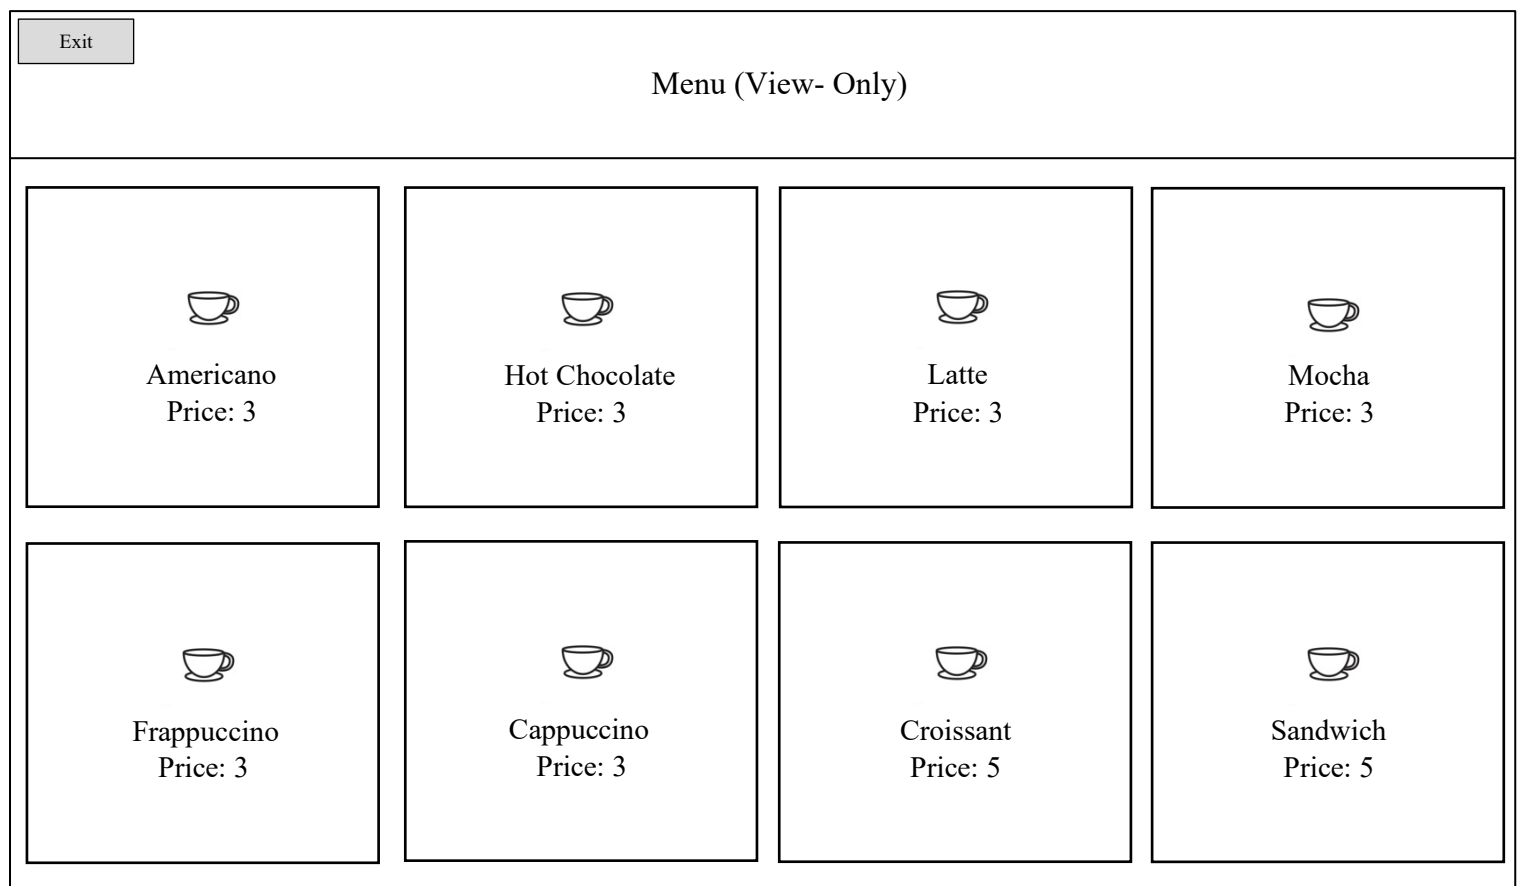 Exit
Menu (View- Only)
Americano
Price: 3
Hot Chocolate
Price: 3
Latte
Price: 3
Mocha
Price: 3
Frappuccino
Price: 3
Cappuccino
Price: 3
Croissant
Price: 5
Sandwich
Price: 5